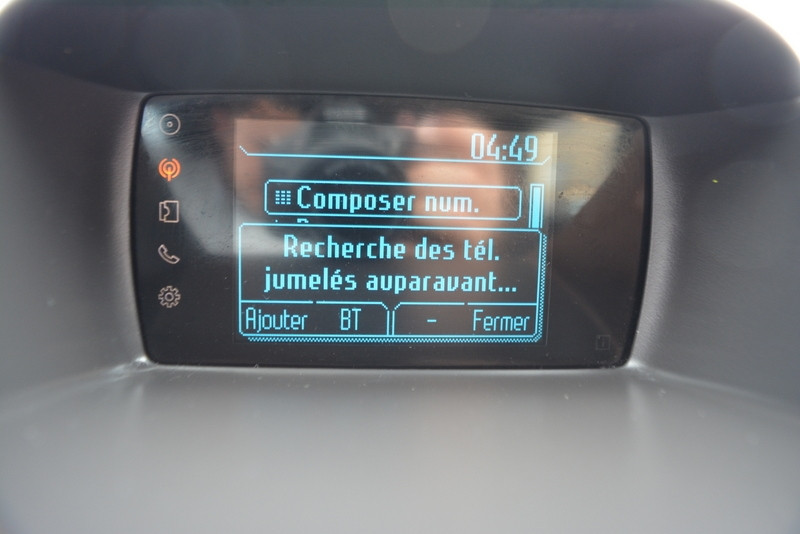 04:49
Composer num.
Recherche des tél.
jumelés auparavant...
Ajouter BT - Fermer